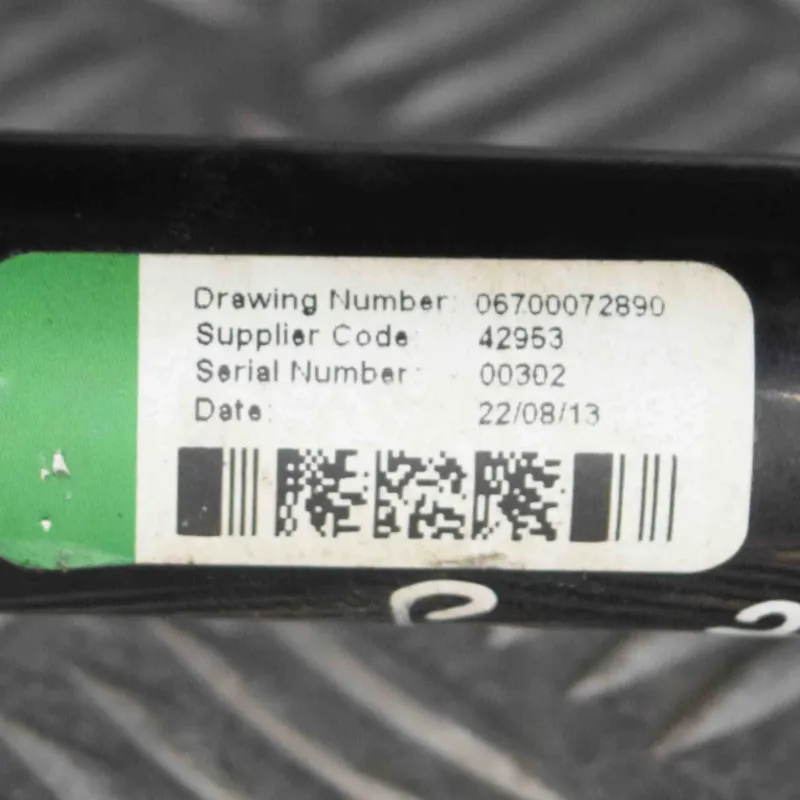 Drawing Number: 06700072890
Supplier Code: 42953
Serial Number: 00302
Date: 22/08/13